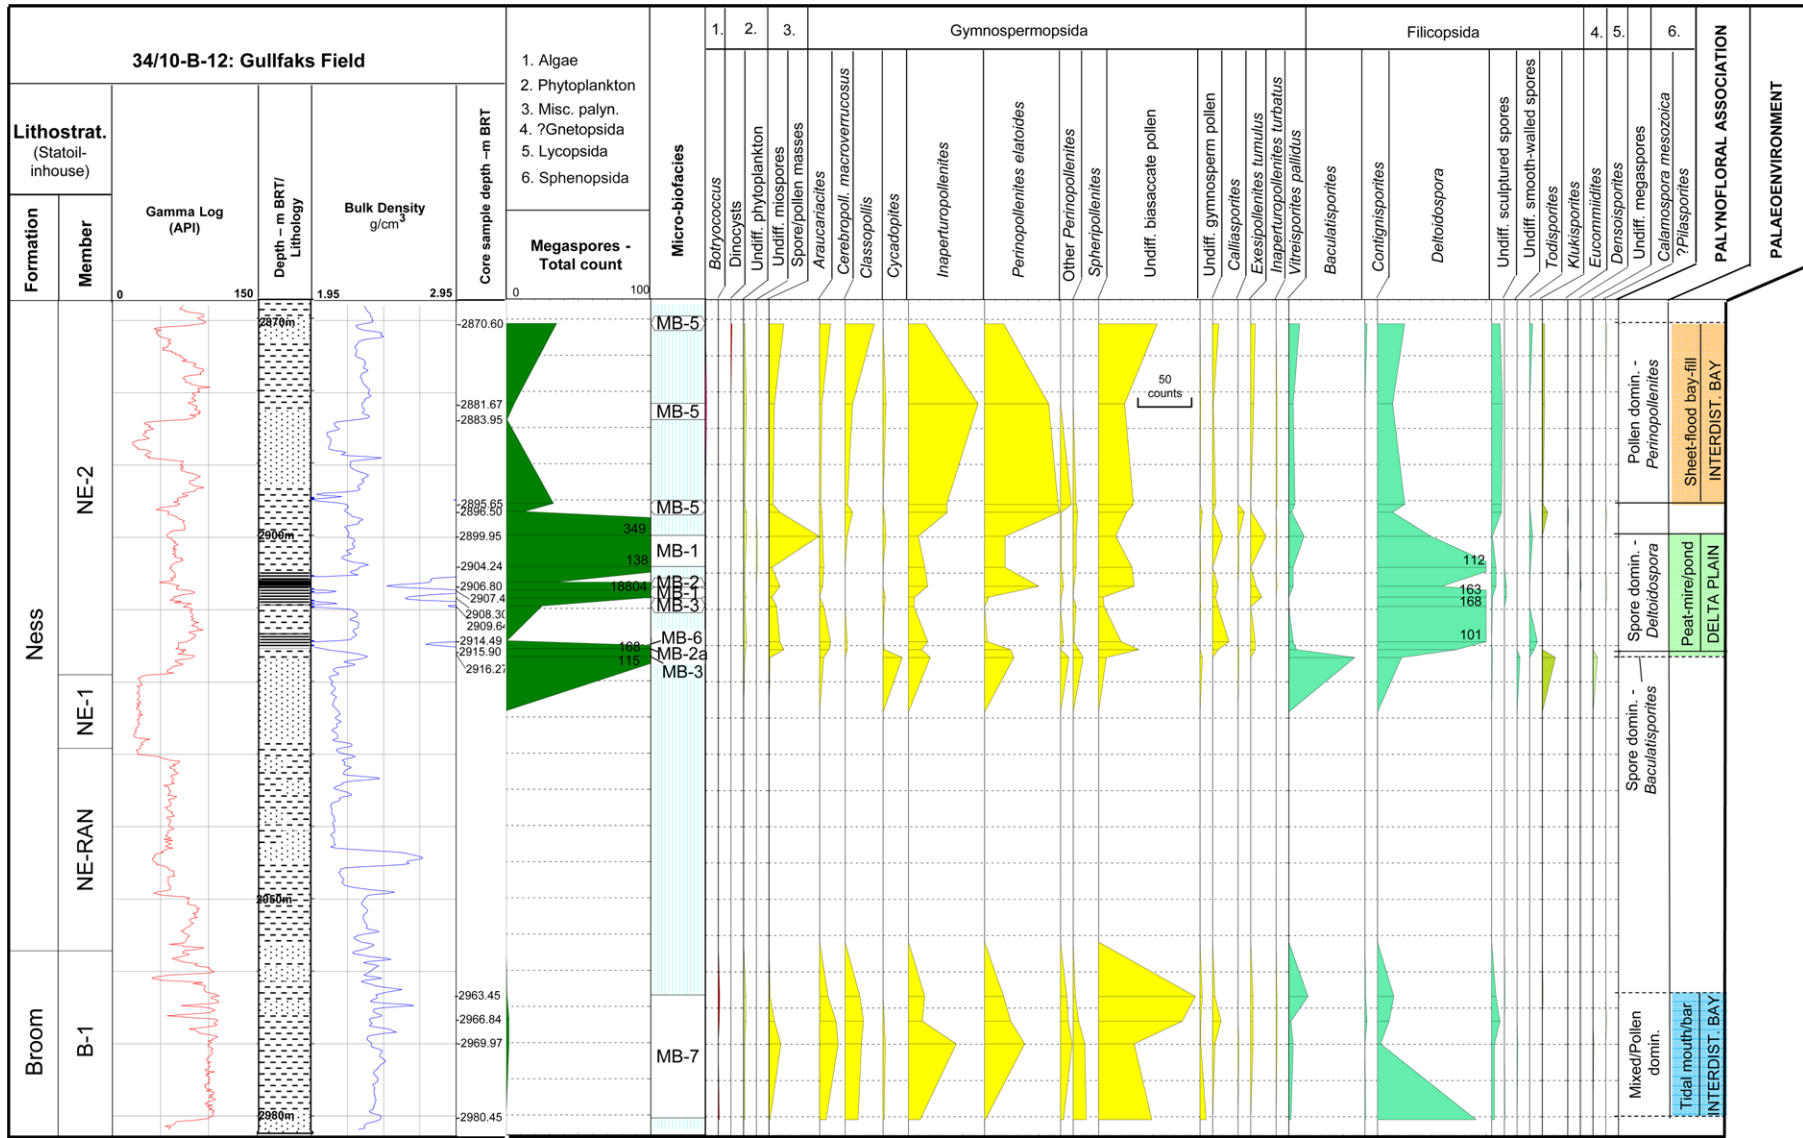 34/10-B-12: Gullfaks Field
Lithostrat.
(Statoil-
inhouse)
Formation
Member
Gamma Log
(API)
0
150
Depth – m BRT/
Lithology
Bulk Density
g/cm3
1.95
2.95
Core sample depth –m BRT
1. Algae
2. Phytoplankton
3. Misc. palyn.
4. ?Gnetopsida
5. Lycopsida
6. Sphenopsida
Megaspores -
Total count
0
100
Micro-biofacies
1.
2.
3.
Gymnospermopsida
Filicopsida
4.
5.
6.
Botryococcus
Dinocysts
Undiff. phytoplankton
Undiff. miospores
Spore/pollen masses
Araucariacites
Cerebropoll. macroverrucosus
Classopollis
Cycadopites
Inaperturopollenites
Perinopollenites elatoides
Other Perinopollenites
Spheripollenites
Undiff. biasaccate pollen
Undiff. gymnosperm pollen
Calliasporites
Exesipollenites tumulus
Inaperturopollenites turbatus
Vitreisporites pallidus
Baculatisporites
Contignisporites
Deltoidospora
Undiff. sculptured spores
Undiff. smooth-walled spores
Todisporites
Klukisporites
Eucommiidites
Densoisporites
Undiff. megaspores
Calamospora mesozoica
?Pilasporites
PALYNOFLORAL ASSOCIATION
PALAEOENVIRONMENT
Ness
Broom
NE-2
NE-1
NE-RAN
B-1
2870m
2900m
2950m
2980m
2870.60
2881.67
2883.95
2895.65
2896.50
2899.95
2904.24
2906.80
2907.4
2908.30
2909.64
2914.49
2915.90
2916.27
2963.45
2966.84
2969.97
2980.45
349
138
18804
168
115
MB-5
MB-5
MB-5
MB-1
MB-2
MB-1
MB-3
MB-6
MB-2a
MB-3
MB-7
50
counts
112
163
168
101
Pollen domin. -
Perinopollenites
Sheet-flood bay-fill
INTERDIST. BAY
Spore domin. -
Deltoidospora
Peat-mire/pond
DELTA PLAIN
Spore domin. -
Baculatisporites
Mixed/Pollen
domin.
Tidal mouth/bar
INTERDIST. BAY